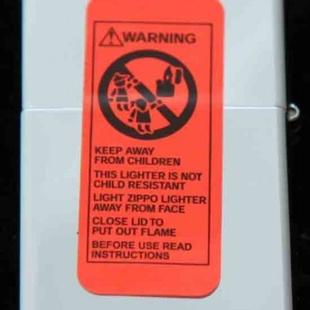 WARNING
KEEP AWAY
FROM CHILDREN
THIS LIGHTER IS NOT
CHILD RESISTANT
LIGHT ZIPPO LIGHTER
AWAY FROM FACE
CLOSE LID TO
PUT OUT FLAME
BEFORE USE READ
INSTRUCTIONS